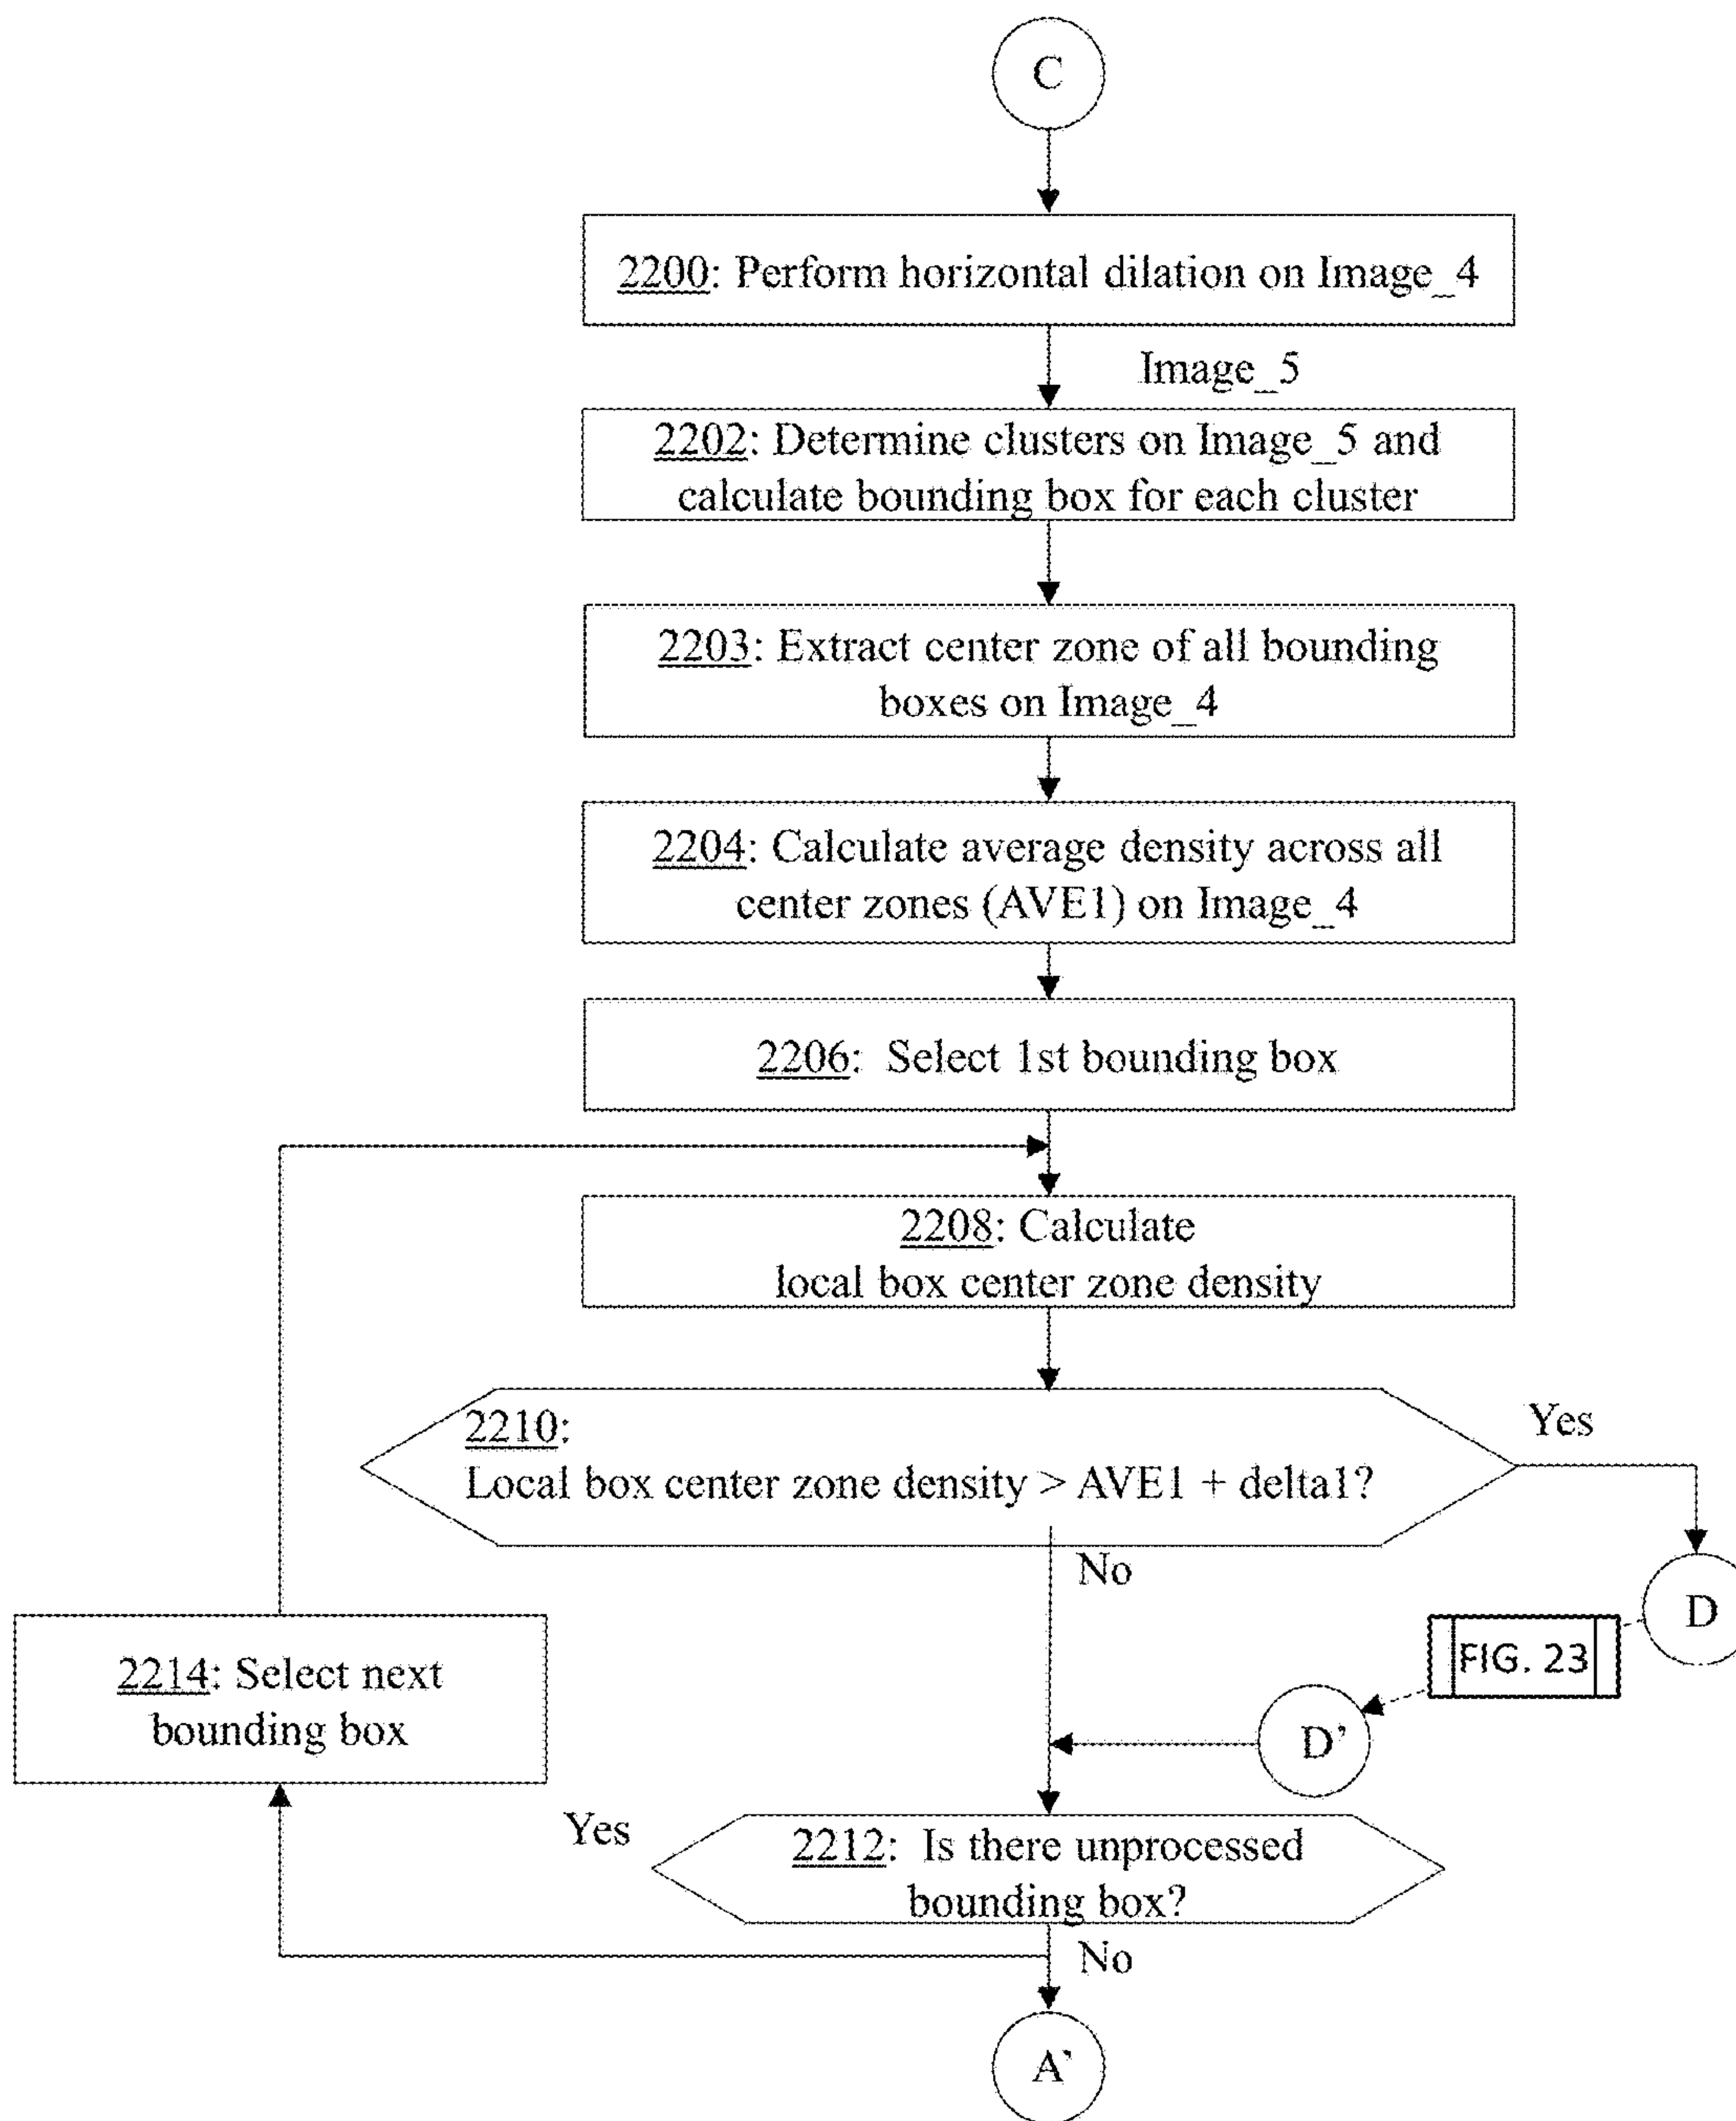 C
2200: Perform horizontal dilation on Image_4
Image_5
2202: Determine clusters on Image_5 and
calculate bounding box for each cluster
2203: Extract center zone of all bounding
boxes on Image_4
2204: Calculate average density across all
center zones (AVE1) on Image_4
2206: Select 1st bounding box
2208: Calculate
local box center zone density
2210:
Local box center zone density > AVE1 + delta1?
Yes
No
D
FIG. 23
D’
2214: Select next
bounding box
Yes
2212: Is there unprocessed
bounding box?
No
A’